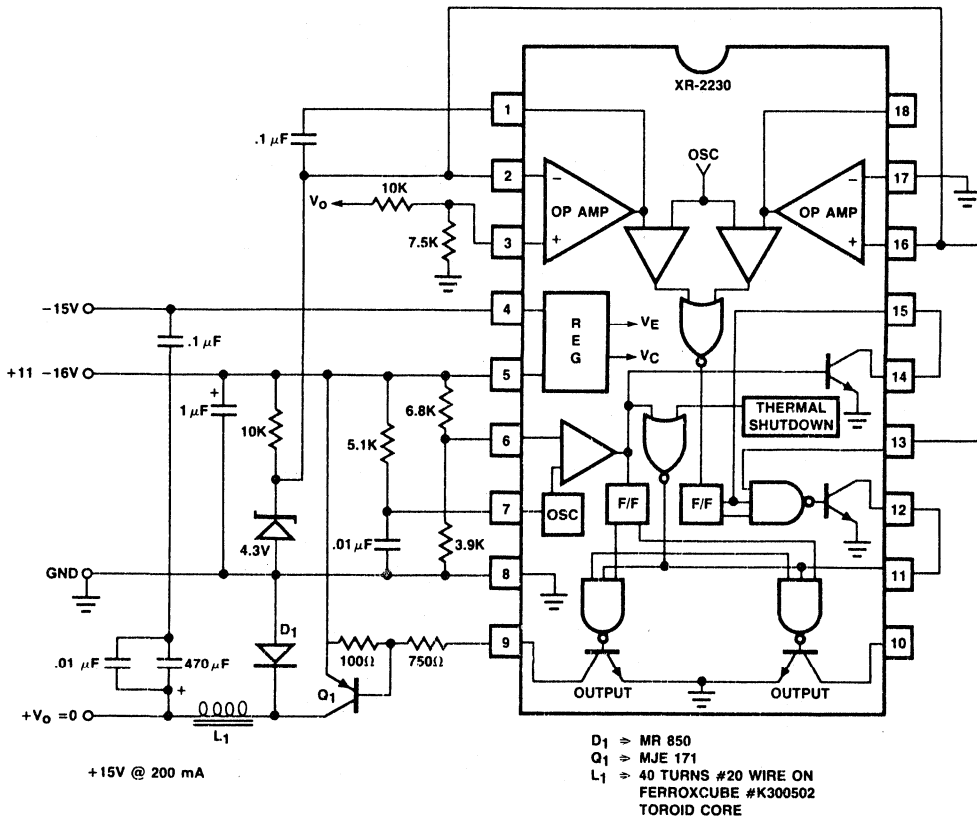 XR-2230
1
18
.1 µF
OSC
2
17
−
−
10K
V₀
OP AMP
OP AMP
7.5K
3
16
+
+
−15V
4
15
R
E
G
V_E
V_C
.1 µF
+11 −16V
5
14
+
1 µF
6.8K
THERMAL
SHUTDOWN
10K
5.1K
6
13
7
OSC
F/F
F/F
12
4.3V
.01 µF
3.9K
GND
8
11
D₁
.01 µF
470 µF
100Ω
750Ω
9
10
+
Q₁
OUTPUT
OUTPUT
+V₀ =0
L₁
+15V @ 200 mA
D₁ ⇒ MR 850
Q₁ ⇒ MJE 171
L₁ ⇒ 40 TURNS #20 WIRE ON
FERROXCUBE #K300502
TOROID CORE